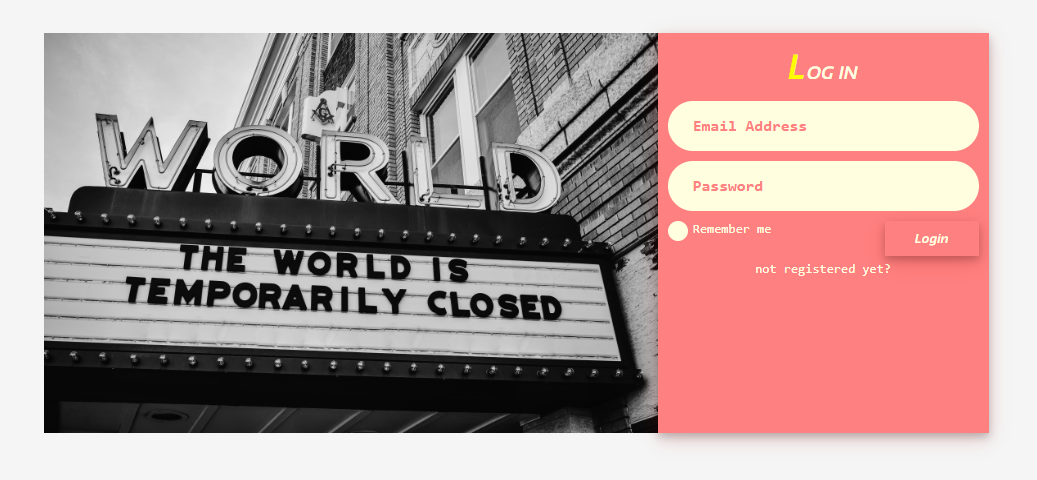 WORLD
THE WORLD IS
TEMPORARILY CLOSED
LOG IN
Email Address
Password
Remember me
Login
not registered yet?